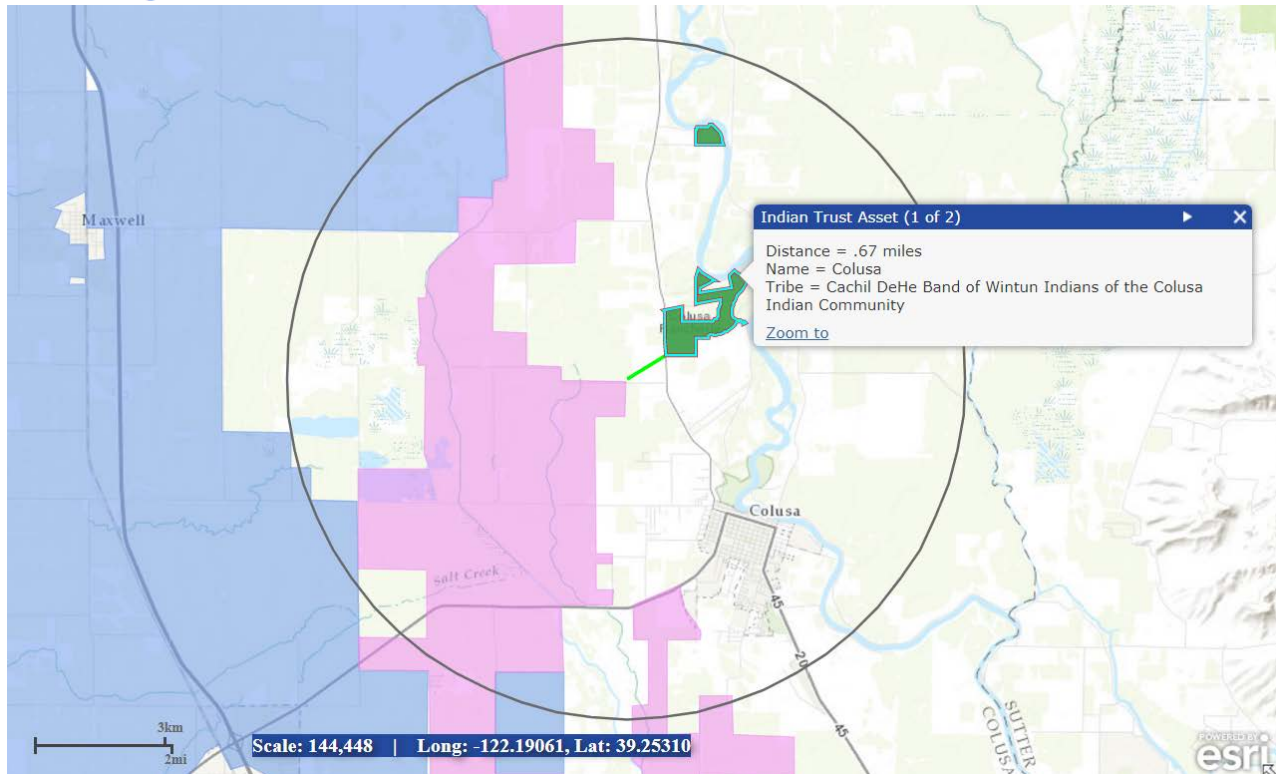 Maxwell
Indian Trust Asset (1 of 2)
Distance = .67 miles
Name = Colusa
Tribe = Cachil DeHe Band of Wintun Indians of the Colusa
Indian Community
Zoom to
Colusa
Salt Creek
45
20
45
SUTTER
COLUSA
3km
2mi
Scale: 144,448 | Long: -122.19061, Lat: 39.25310
POWERED BY
esri